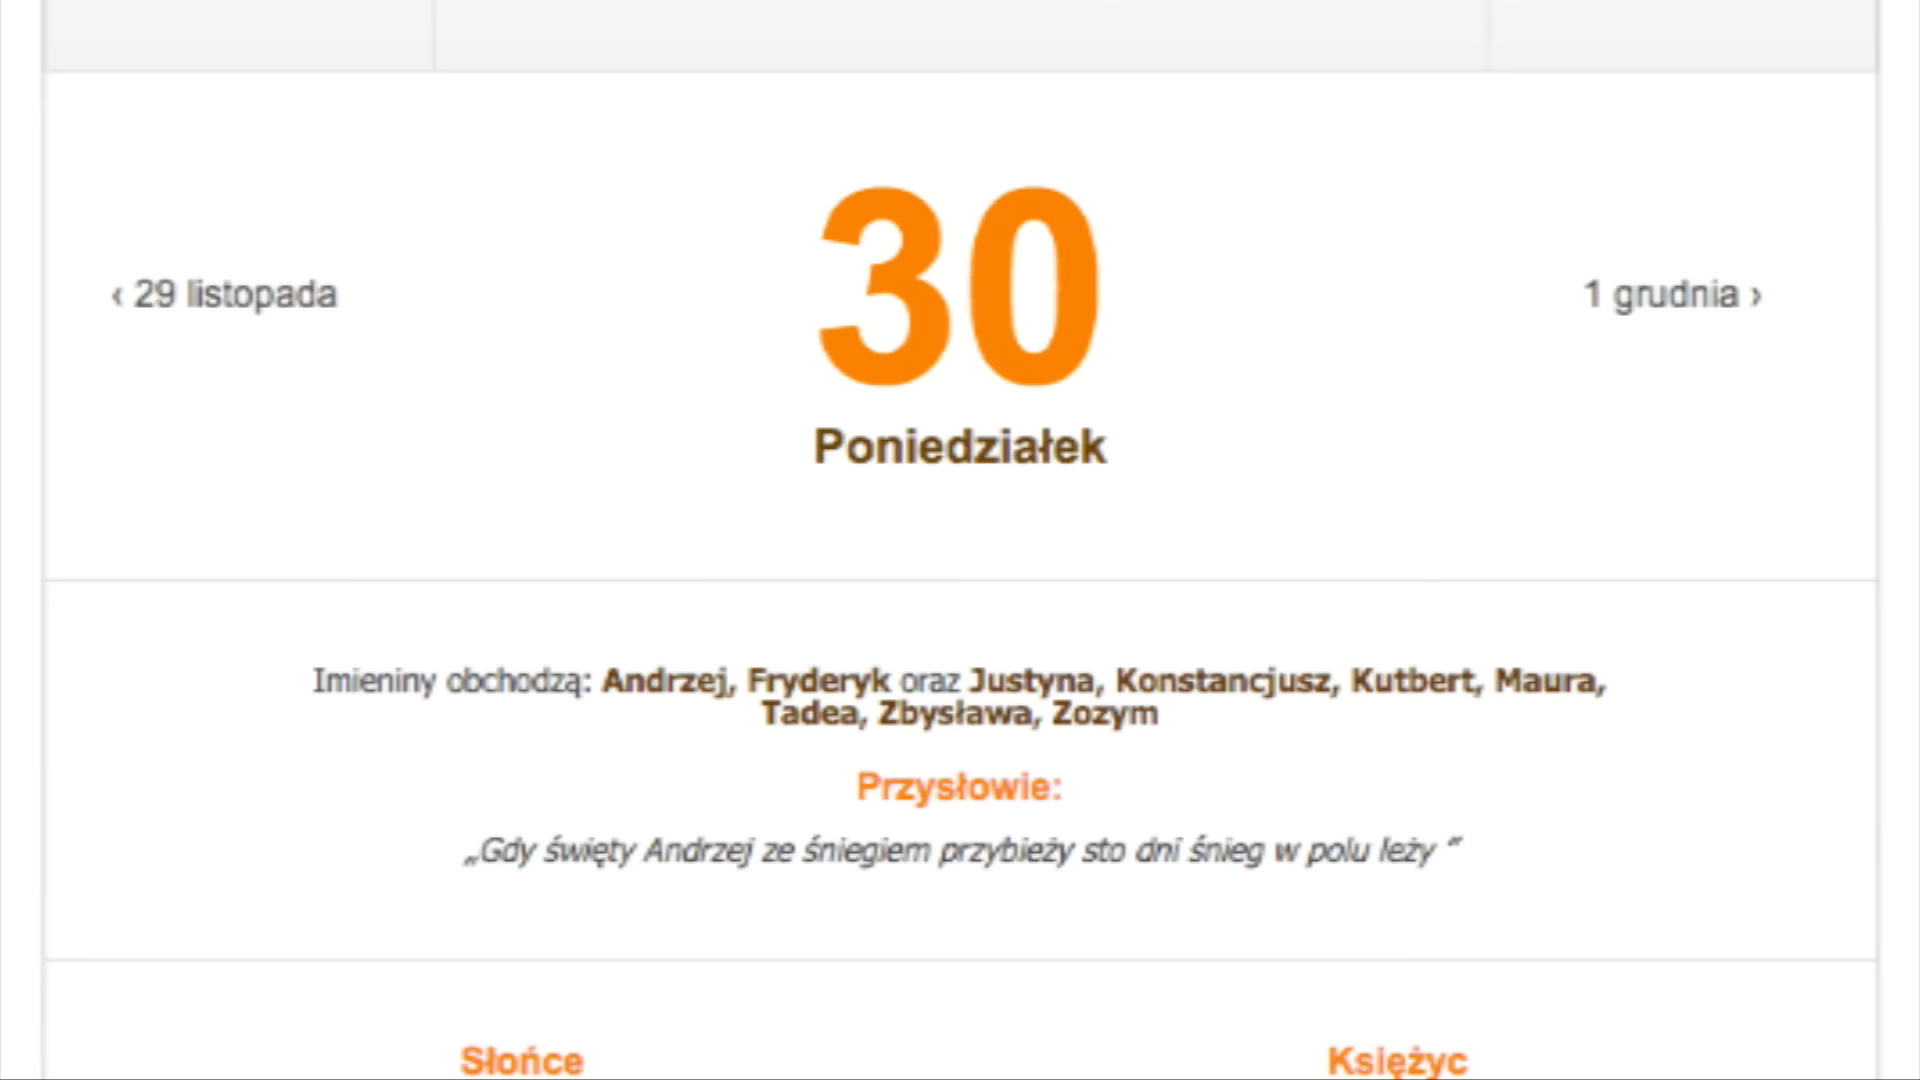 ‹ 29 listopada
30
1 grudnia ›
Poniedziałek
Imieniny obchodzą: Andrzej, Fryderyk oraz Justyna, Konstancjusz, Kutbert, Maura,
Tadea, Zbysława, Zozym
Przysłowie:
„Gdy święty Andrzej ze śniegiem przybieży sto dni śnieg w polu leży ”
Słońce
Księżyc